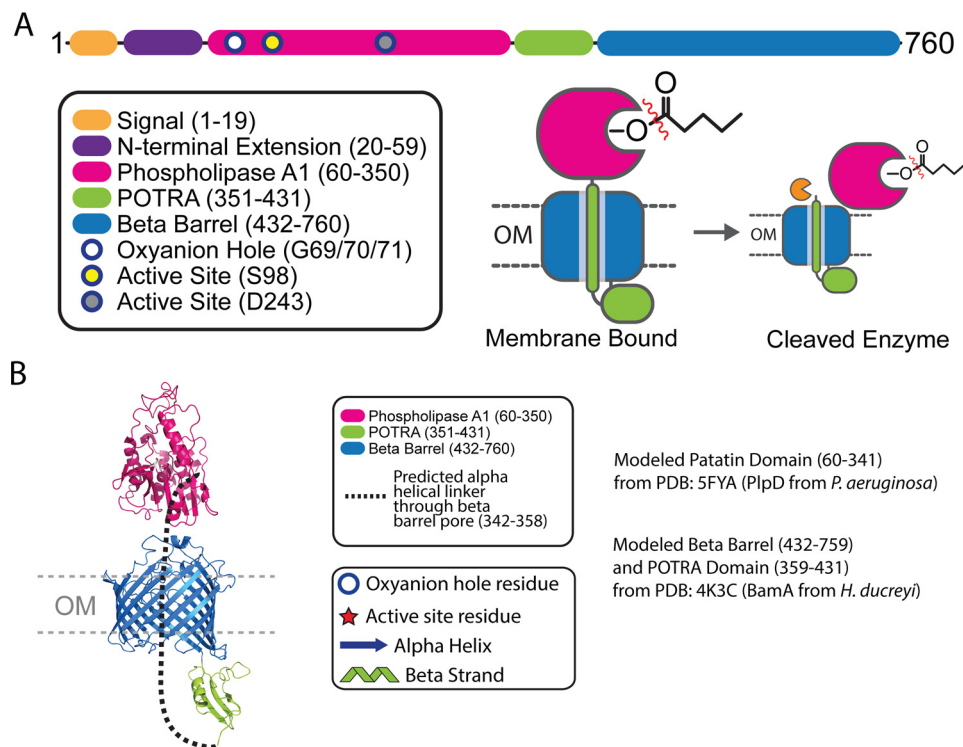 A
1
760
Signal (1-19)
N-terminal Extension (20-59)
Phospholipase A1 (60-350)
POTRA (351-431)
Beta Barrel (432-760)
Oxyanion Hole (G69/70/71)
Active Site (S98)
Active Site (D243)
O
O
OM
Membrane Bound
O
O
OM
Cleaved Enzyme
B
OM
Phospholipase A1 (60-350)
POTRA (351-431)
Beta Barrel (432-760)
Predicted alpha
helical linker
through beta
barrel pore (342-358)
Oxyanion hole residue
Active site residue
Alpha Helix
Beta Strand
Modeled Patatin Domain (60-341)
from PDB: 5FYA (PlpD from P. aeruginosa)
Modeled Beta Barrel (432-759)
and POTRA Domain (359-431)
from PDB: 4K3C (BamA from H. ducreyi)